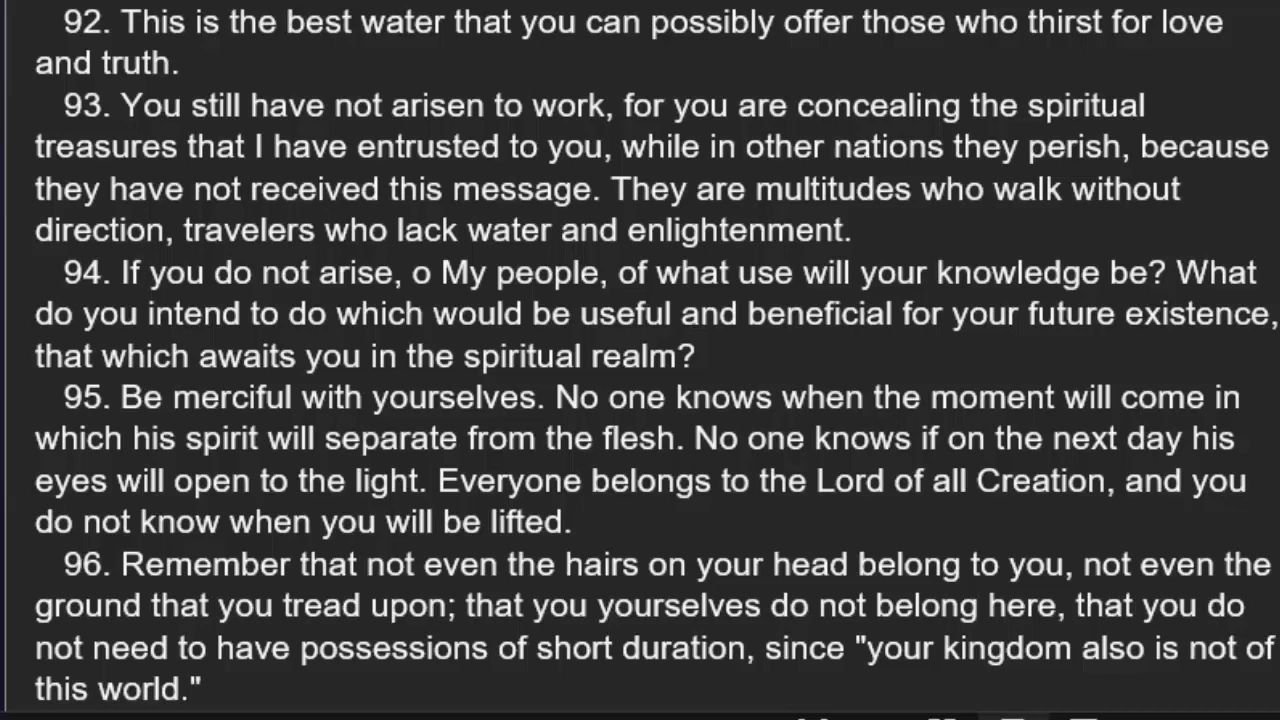 92. This is the best water that you can possibly offer those who thirst for love
and truth.
93. You still have not arisen to work, for you are concealing the spiritual
treasures that I have entrusted to you, while in other nations they perish, because
they have not received this message. They are multitudes who walk without
direction, travelers who lack water and enlightenment.
94. If you do not arise, o My people, of what use will your knowledge be? What
do you intend to do which would be useful and beneficial for your future existence,
that which awaits you in the spiritual realm?
95. Be merciful with yourselves. No one knows when the moment will come in
which his spirit will separate from the flesh. No one knows if on the next day his
eyes will open to the light. Everyone belongs to the Lord of all Creation, and you
do not know when you will be lifted.
96. Remember that not even the hairs on your head belong to you, not even the
ground that you tread upon; that you yourselves do not belong here, that you do
not need to have possessions of short duration, since "your kingdom also is not of
this world."